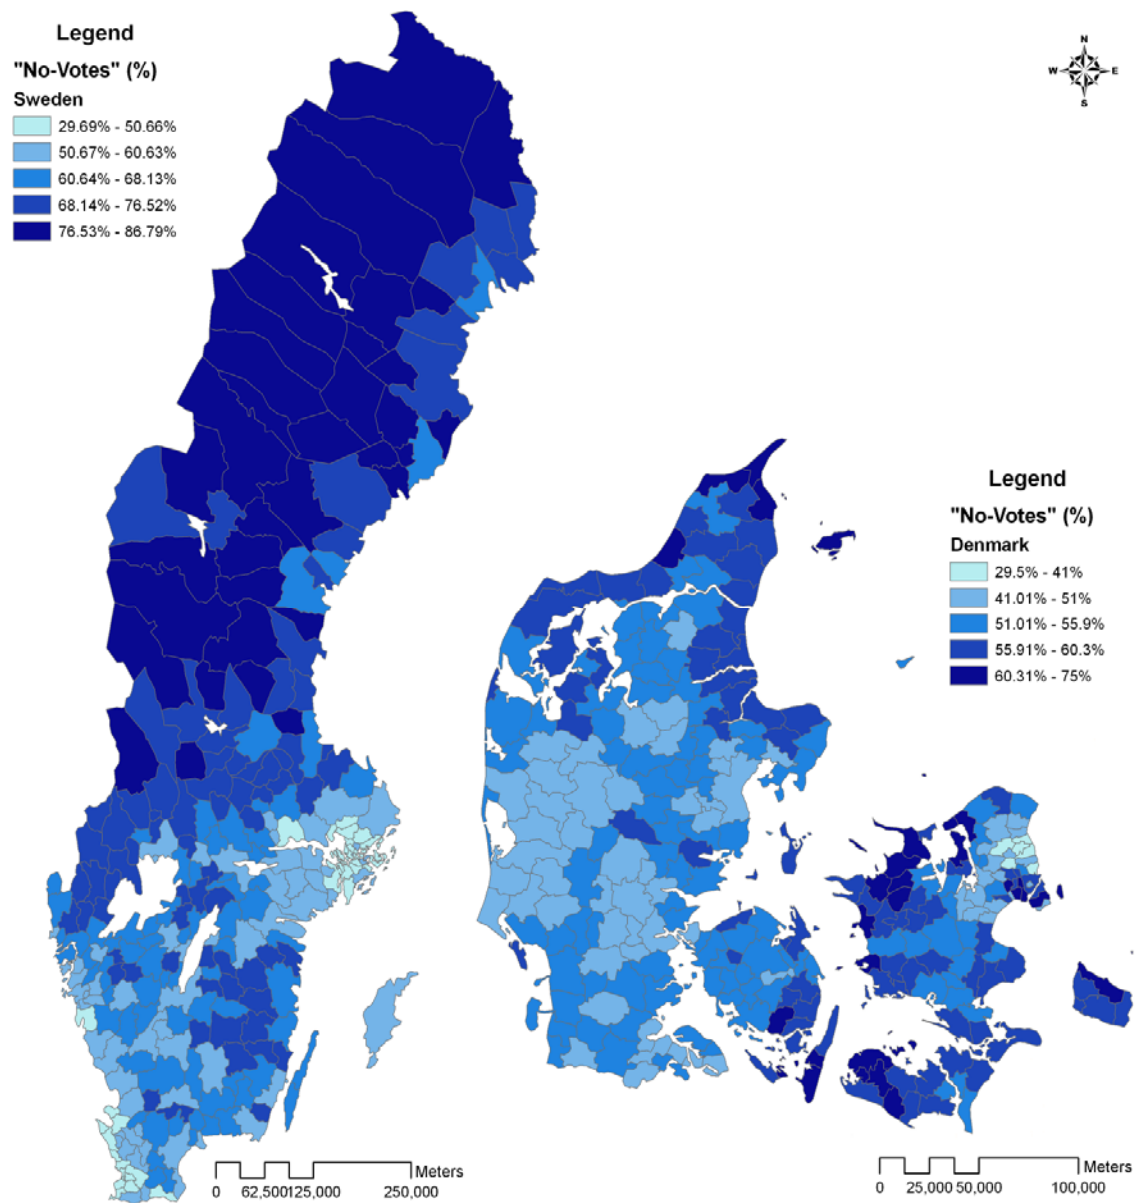 Legend
"No-Votes" (%)
Sweden
29.69% - 50.66%
50.67% - 60.63%
60.64% - 68.13%
68.14% - 76.52%
76.53% - 86.79%
N
W E
S
Legend
"No-Votes" (%)
Denmark
29.5% - 41%
41.01% - 51%
51.01% - 55.9%
55.91% - 60.3%
60.31% - 75%
Meters
0 62,500125,000 250,000
Meters
0 25,000 50,000 100,000